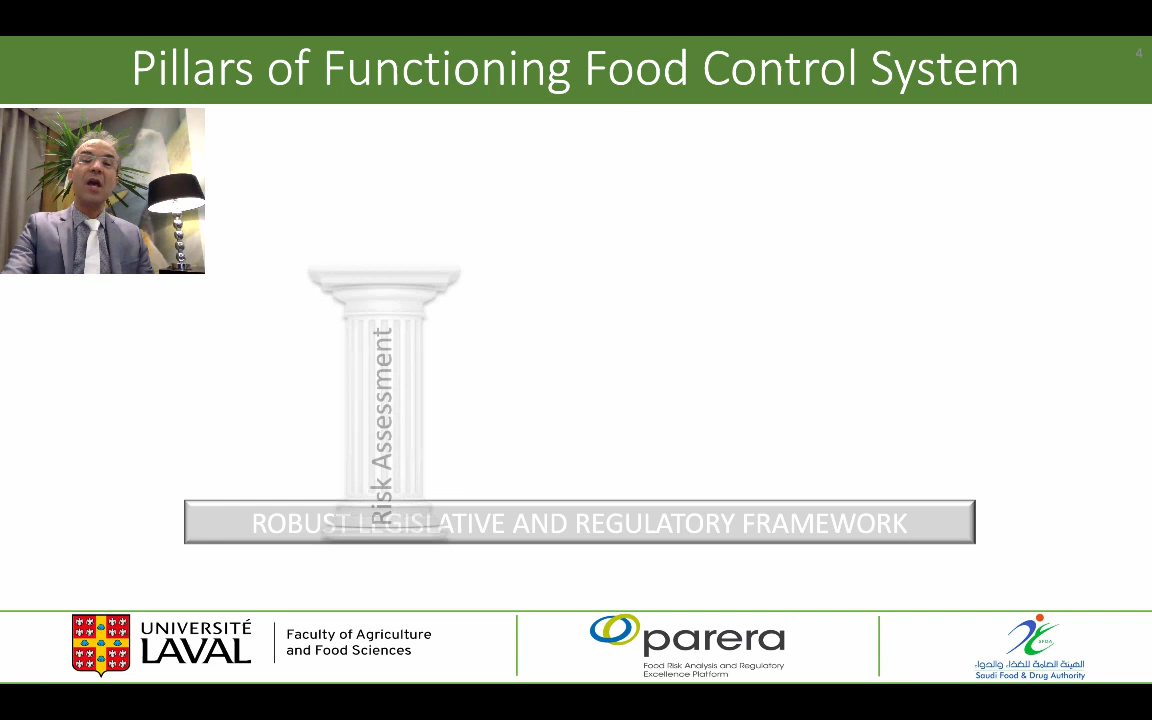 Pillars of Functioning Food Control System
4
Risk Assessment
ROBUST LEGISLATIVE AND REGULATORY FRAMEWORK
UNIVERSITÉ
LAVAL
Faculty of Agriculture
and Food Sciences
parera
Food Risk Analysis and Regulatory
Excellence Platform
SFDA
الهيئة العامة للغذاء والدواء
Saudi Food & Drug Authority